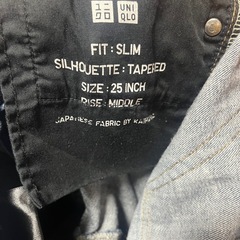 ユニ UNI
クロ QLO
FIT : SLIM
SILHOUETTE : TAPERED
SIZE : 25 INCH
RISE : MIDDLE
JAPANESE FABRIC BY KAIHARA